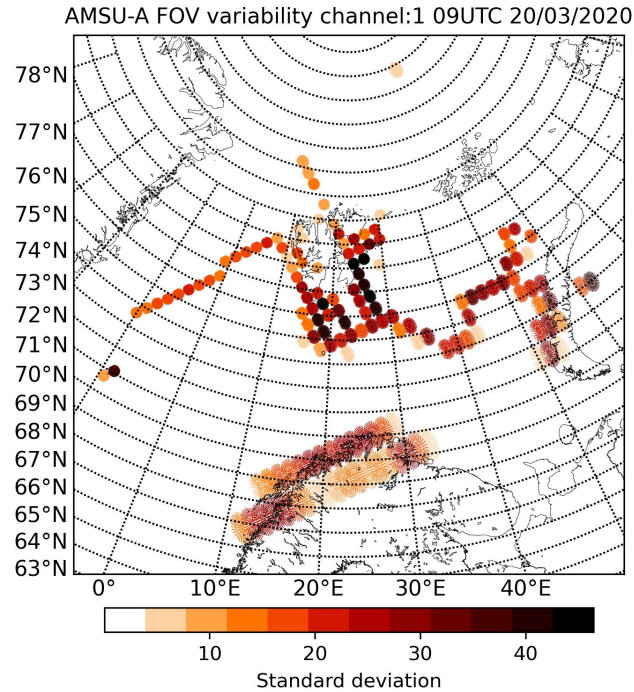 AMSU-A FOV variability channel:1 09UTC 20/03/2020
78°N
77°N
76°N
75°N
74°N
73°N
72°N
71°N
70°N
69°N
68°N
67°N
66°N
65°N
64°N
63°N
0° 10°E 20°E 30°E 40°E
10 20 30 40
Standard deviation